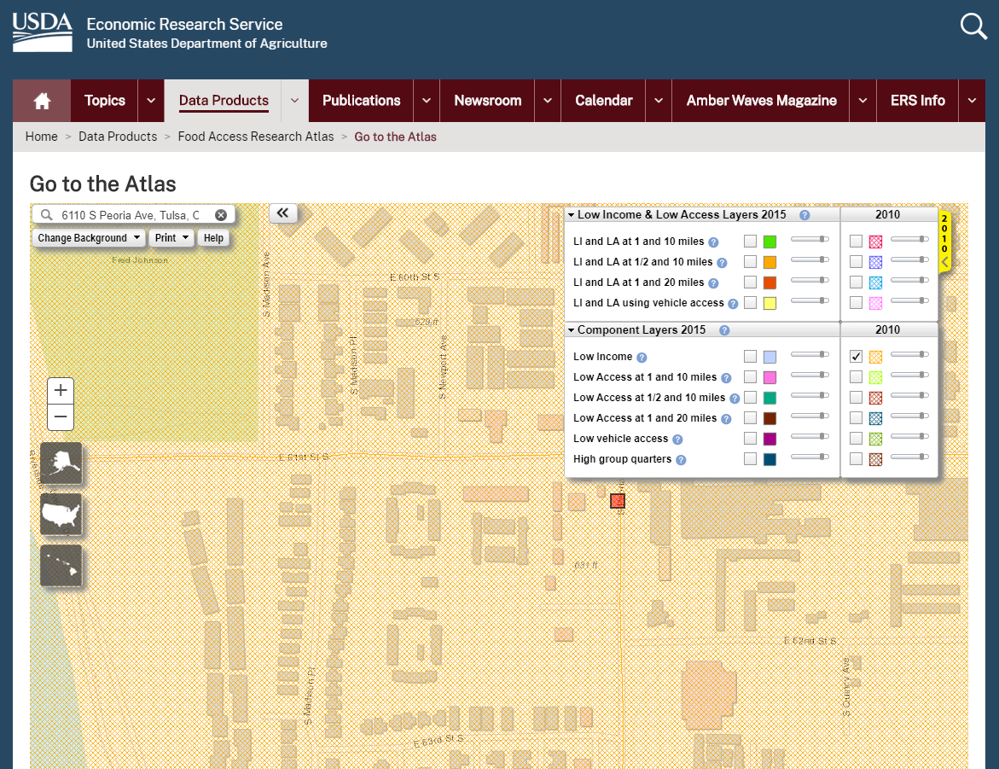 USDA
Economic Research Service
United States Department of Agriculture
Topics
Data Products
Publications
Newsroom
Calendar
Amber Waves Magazine
ERS Info
Home > Data Products > Food Access Research Atlas > Go to the Atlas
Go to the Atlas
6110 S Peoria Ave, Tulsa, C
Change Background
Print
Help
Low Income & Low Access Layers 2015 ?
2010
2010
LI and LA at 1 and 10 miles ?
LI and LA at 1/2 and 10 miles ?
LI and LA at 1 and 20 miles ?
LI and LA using vehicle access ?
Component Layers 2015 ?
2010
Low Income ?
Low Access at 1 and 10 miles ?
Low Access at 1/2 and 10 miles ?
Low Access at 1 and 20 miles ?
Low vehicle access ?
High group quarters ?
Fred Johnson
S Madison Ave
E 60th St S
629 ft
S Madison Pl
S Newport Ave
E 61st St S
631 ft
E 62nd St S
S Madison Pl
S Quincy Ave
E 63rd St S